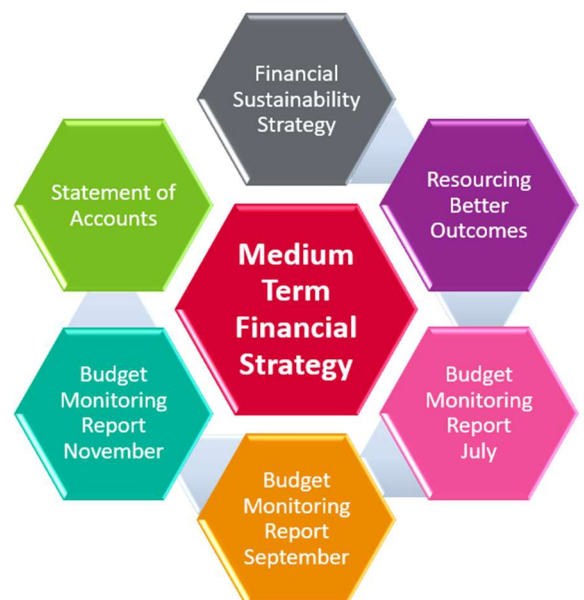 Financial
Sustainability
Strategy
Resourcing
Better
Outcomes
Budget
Monitoring
Report
July
Budget
Monitoring
Report
September
Budget
Monitoring
Report
November
Statement of
Accounts
Medium
Term
Financial
Strategy